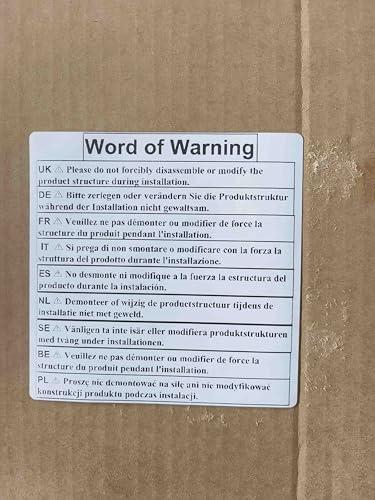 Word of Warning
UK ⚠ Please do not forcibly disassemble or modify the
product structure during installation.
DE ⚠ Bitte zerlegen oder verändern Sie die Produktstruktur
während der Installation nicht gewaltsam.
FR ⚠ Veuillez ne pas démonter ou modifier de force la
structure du produit pendant l'installation.
IT ⚠ Si prega di non smontare o modificare con la forza la
struttura del prodotto durante l'installazione.
ES ⚠ No desmonte ni modifique a la fuerza la estructura del
producto durante la instalación.
NL ⚠ Demonteer of wijzig de productstructuur tijdens de
installatie niet met geweld.
SE ⚠ Vänligen ta inte isär eller modifiera produktstrukturen
med tvång under installationen.
BE ⚠ Veuillez ne pas démonter ou modifier de force la
structure du produit pendant l'installation.
PL ⚠ Proszę nie demontować na siłę ani nie modyfikować
konstrukcji produktu podczas instalacji.